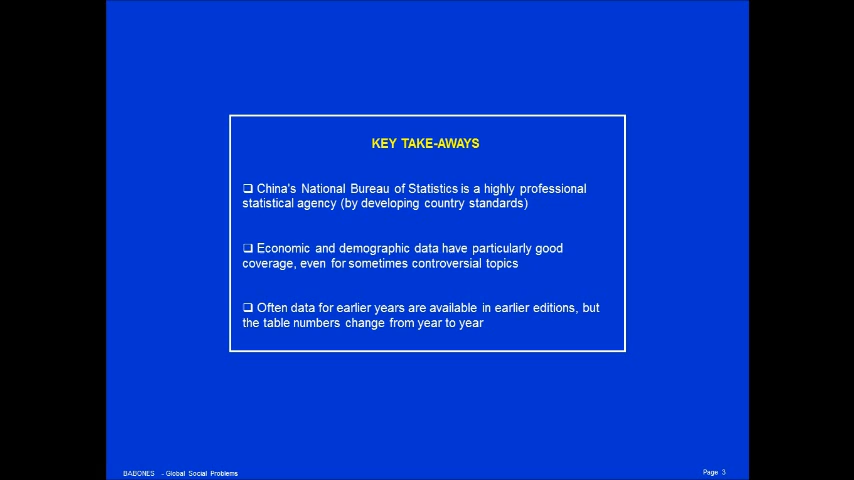 KEY TAKE-AWAYS
❑ China's National Bureau of Statistics is a highly professional
statistical agency (by developing country standards)
❑ Economic and demographic data have particularly good
coverage, even for sometimes controversial topics
❑ Often data for earlier years are available in earlier editions, but
the table numbers change from year to year
BABONES - Global Social Problems
Page 3